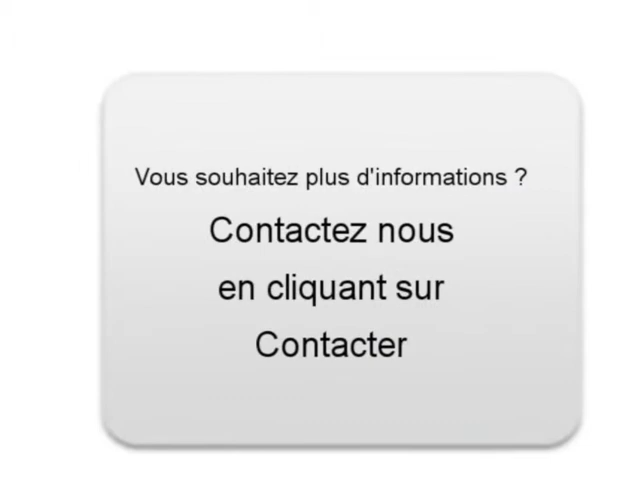 Vous souhaitez plus d'informations ?
Contactez nous
en cliquant sur
Contacter